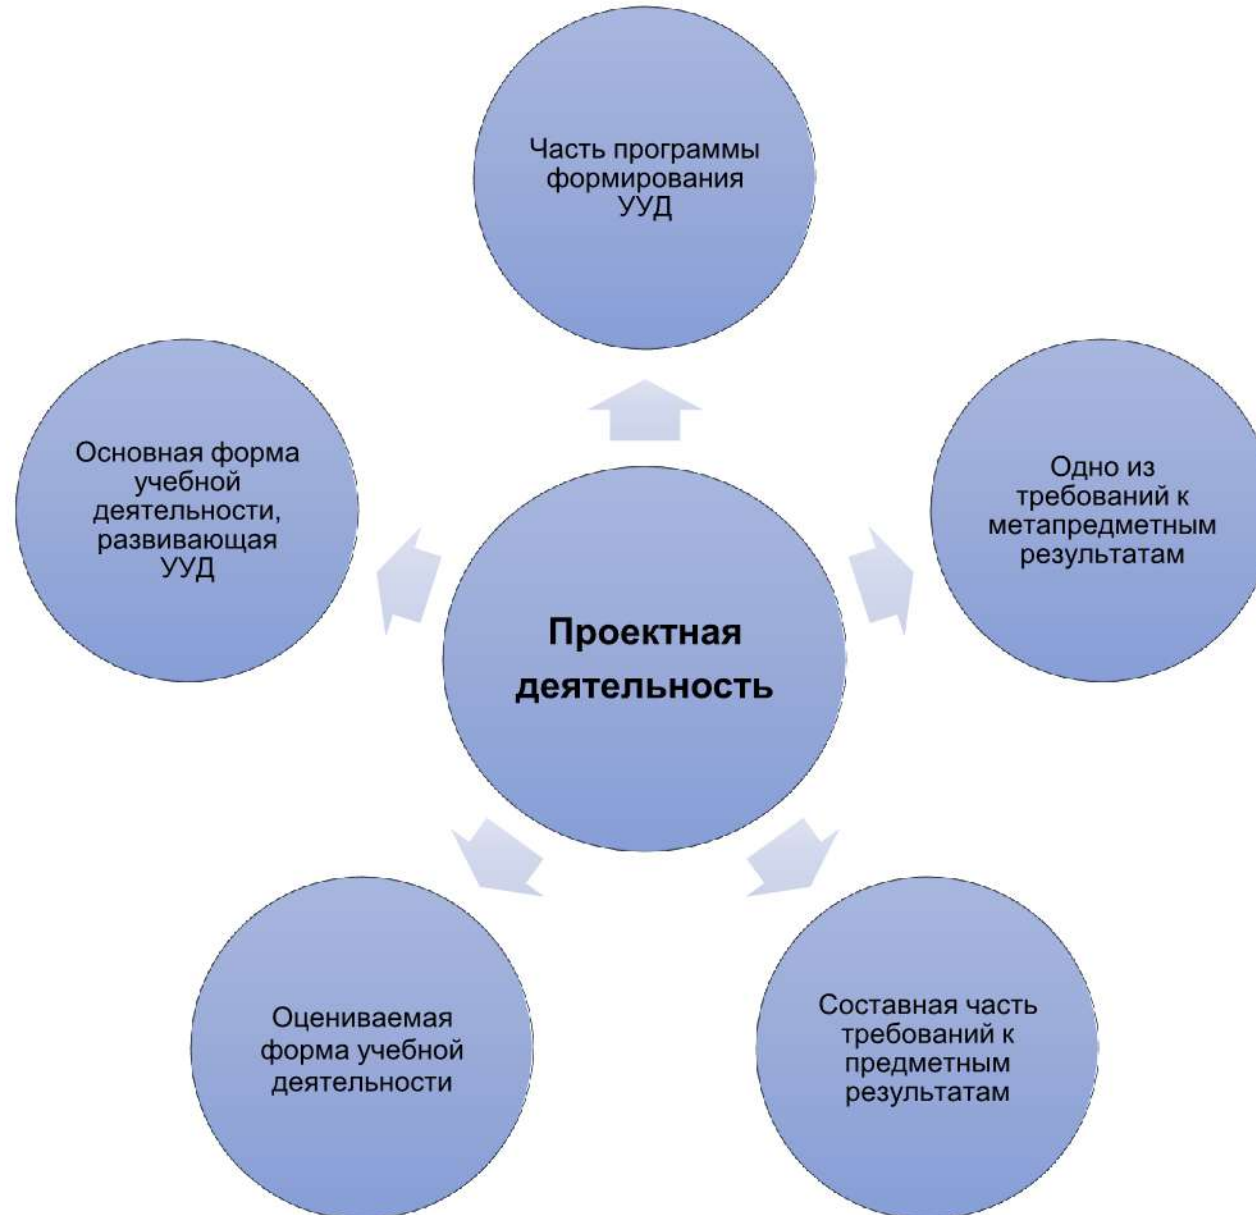 Часть программы
формирования
УУД
Основная форма
учебной
деятельности,
развивающая
УУД
Одно из
требований к
метапредметным
результатам
Проектная
деятельность
Оцениваемая
форма учебной
деятельности
Составная часть
требований к
предметным
результатам